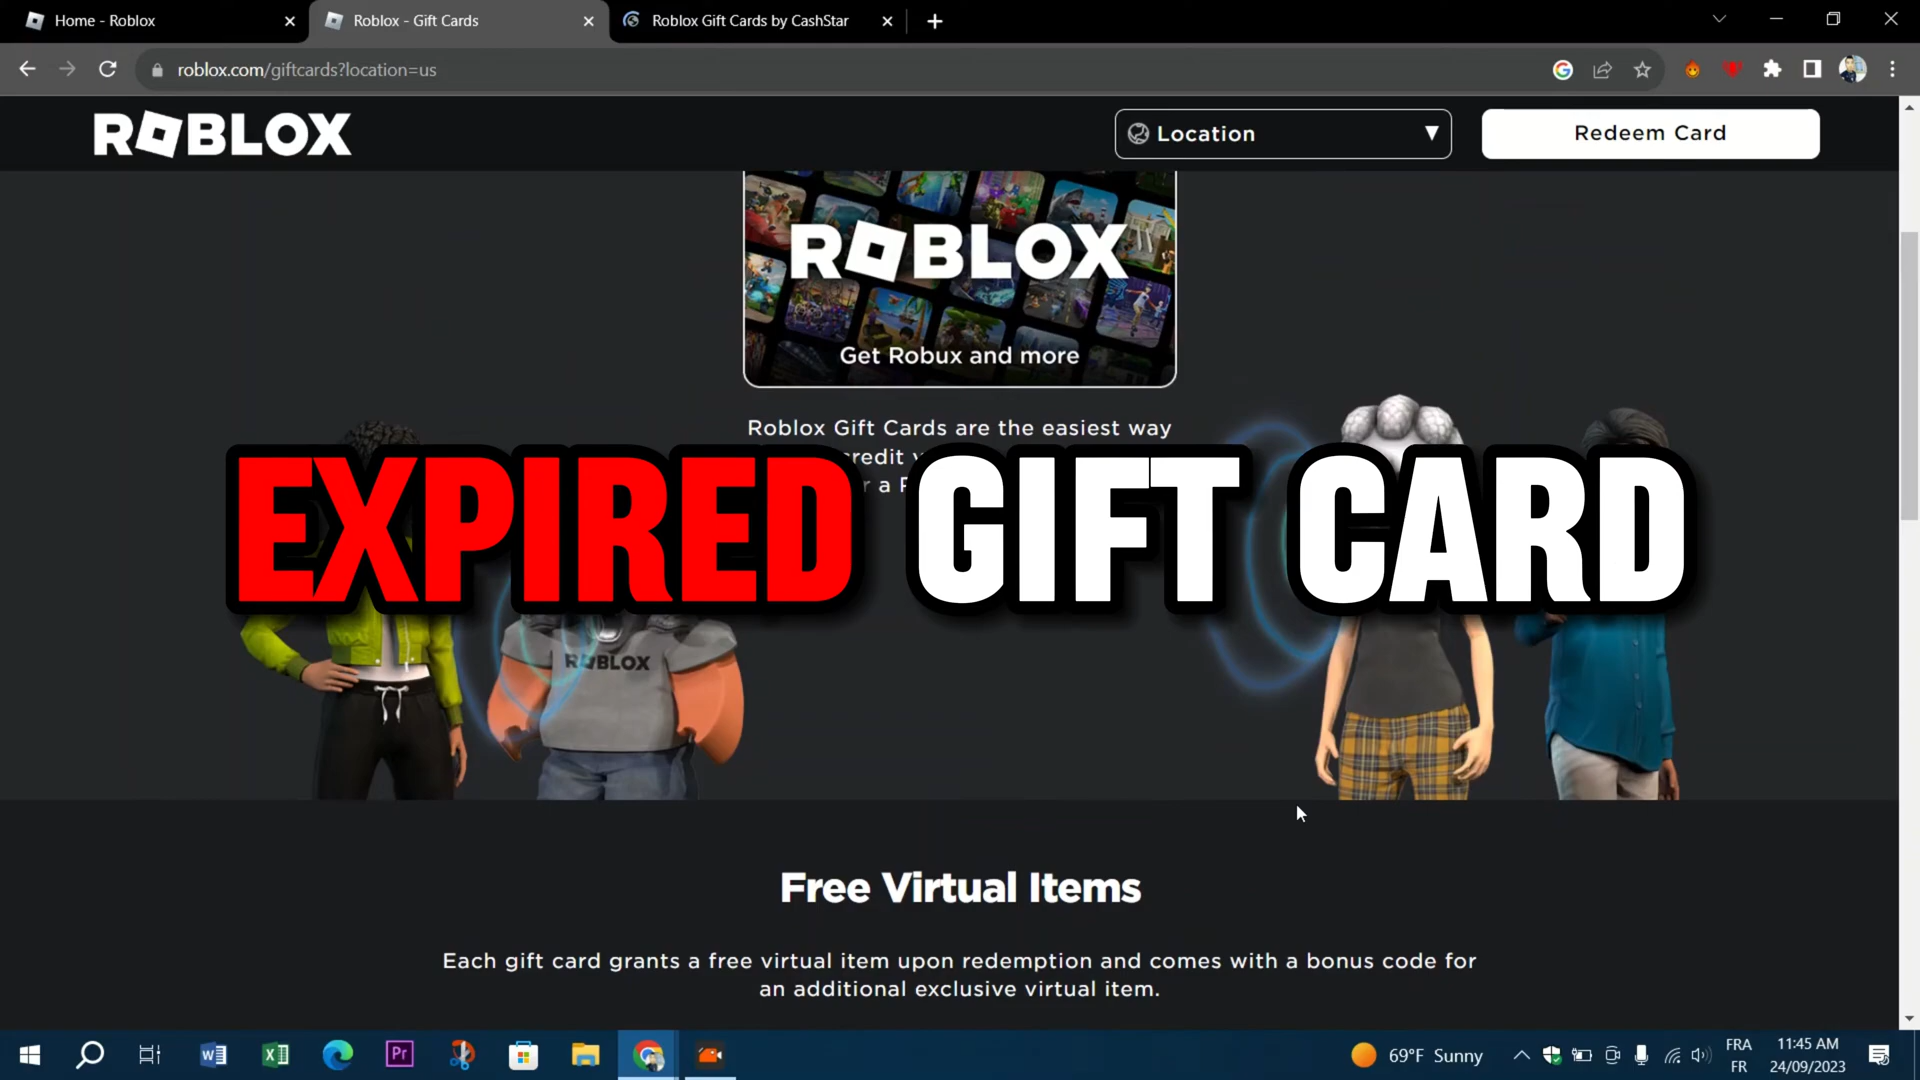 Home - Roblox
Roblox - Gift Cards
Roblox Gift Cards by CashStar
roblox.com/giftcards?location=us
ROBLOX
Location
Redeem Card
ROBLOX
Get Robux and more
Roblox Gift Cards are the easiest way
credit
r a
EXPIRED GIFT CARD
ROBLOX
Free Virtual Items
Each gift card grants a free virtual item upon redemption and comes with a bonus code for
an additional exclusive virtual item.
Pr
69°F Sunny
FRA
FR
11:45 AM
24/09/2023